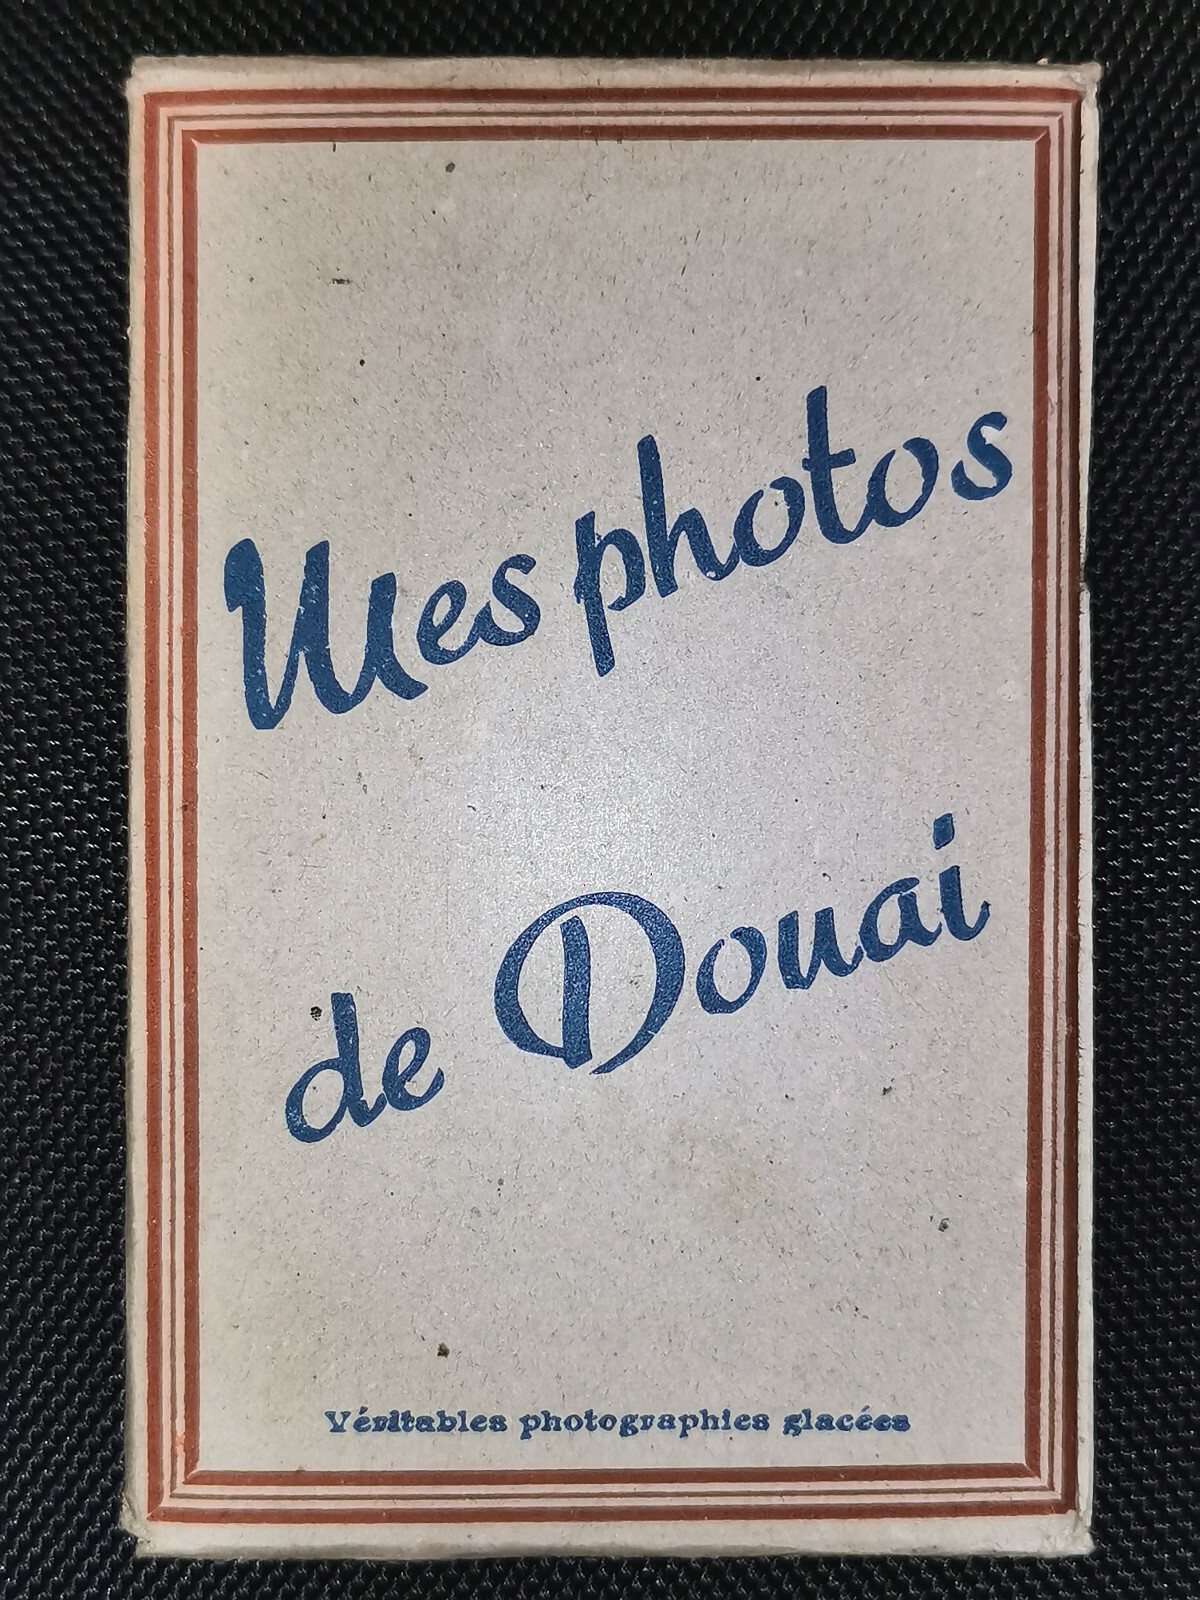 Mes photos
de Douai
Véritables photographies glacées